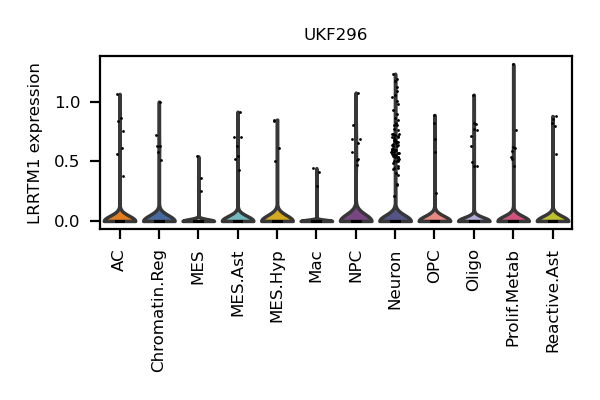 UKF296
LRRTM1 expression
1.0
0.5
0.0
AC
Chromatin.Reg
MES
MES.Ast
MES.Hyp
Mac
NPC
Neuron
OPC
Oligo
Prolif.Metab
Reactive.Ast